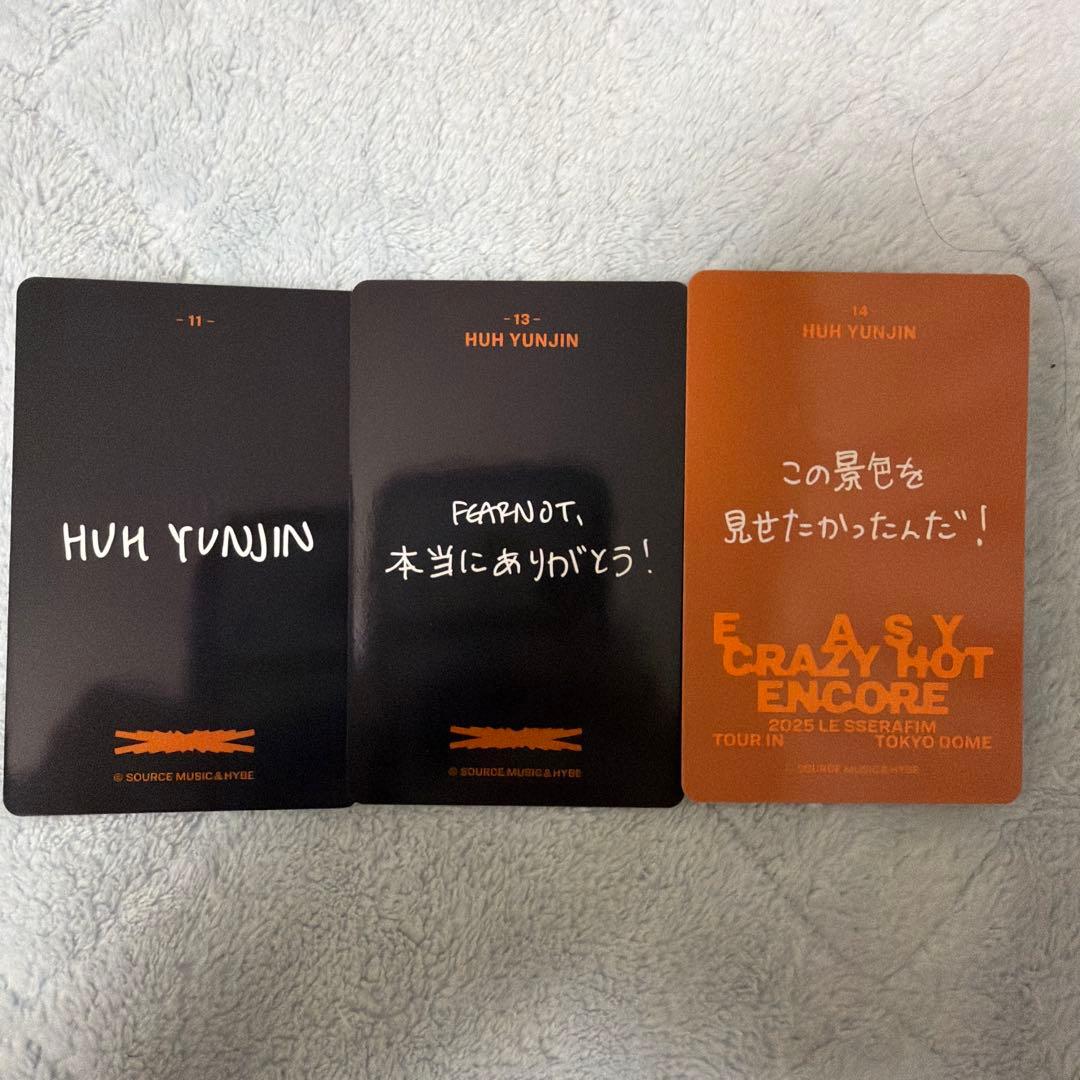 - 11 -
HUH YUNJIN
© SOURCE MUSIC & HYBE
- 13 -
HUH YUNJIN
FEARNOT,
本当にありがとう!
© SOURCE MUSIC & HYBE
14
HUH YUNJIN
この景色を
見せたかったんだ!
EASY
CRAZY HOT
ENCORE
2025 LE SSERAFIM
TOUR IN TOKYO DOME
SOURCE MUSIC & HYBE